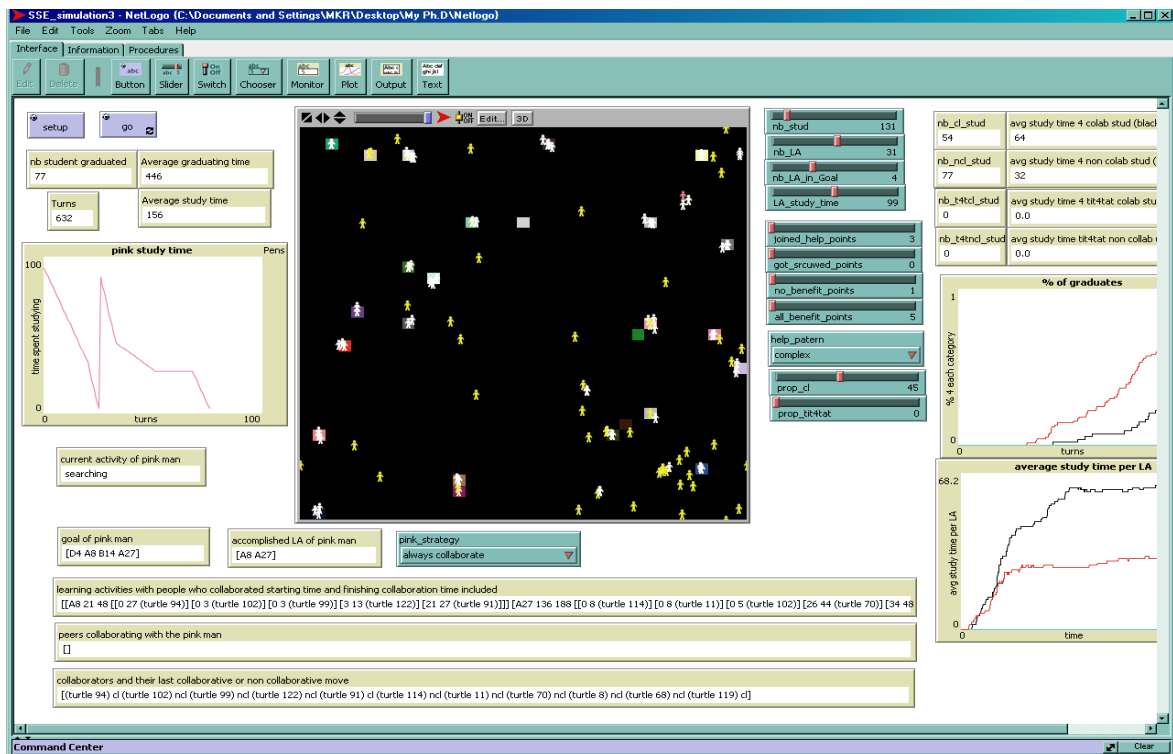 SSE_simulation3 - NetLogo {C:\Documents and Settings\MKR\Desktop\My Ph.D\Netlogo}
File Edit Tools Zoom Tabs Help
Interface Information Procedures
Edit Delete Button Slider Switch Chooser Monitor Plot Output Text
setup go
nb student graduated
77
Average graduating time
446
Turns
632
Average study time
156
pink study time Pens
100
time spent studying
0
0 turns 100
current activity of pink man
searching
ON
OFF
Edit...
3D
nb_stud 131
nb_LA 31
nb_LA_in_Goal 4
LA_study_time 99
joined_help_points 3
got_srcuwed_points 0
no_benefit_points 1
all_benefit_points 5
help_patern
complex
prop_cl 45
prop_tit4tat 0
nb_cl_stud
54
avg study time 4 colab stud (blac
64
nb_ncl_stud
77
avg study time 4 non colab stud (
32
nb_t4tcl_stud
0
avg study time 4 tit4tat colab stu
0.0
nb_t4tncl_stud
0
avg study time tit4tat non collab
0.0
% of graduates
1
% 4 each category
0
0 turns
average study time per LA
68.2
avg study time per LA
0
0 time
goal of pink man
[D4 A8 B14 A27]
accomplished LA of pink man
[A8 A27]
pink_strategy
always collaborate
learning activities with people who collaborated starting time and finishing collaboration time included
[[A8 21 48 [[0 27 (turtle 94)] [0 3 (turtle 102)] [0 3 (turtle 99)] [3 13 (turtle 122)] [21 27 (turtle 91)]]] [A27 136 188 [[0 8 (turtle 114)] [0 8 (turtle 11)] [0 5 (turtle 102)] [26 44 (turtle 70)] [34 48
peers collaborating with the pink man
[]
collaborators and their last collaborative or non collaborative move
[(turtle 94) cl (turtle 102) ncl (turtle 99) ncl (turtle 122) ncl (turtle 91) cl (turtle 114) ncl (turtle 11) ncl (turtle 70) ncl (turtle 8) ncl (turtle 68) ncl (turtle 119) cl]
Command Center Clear